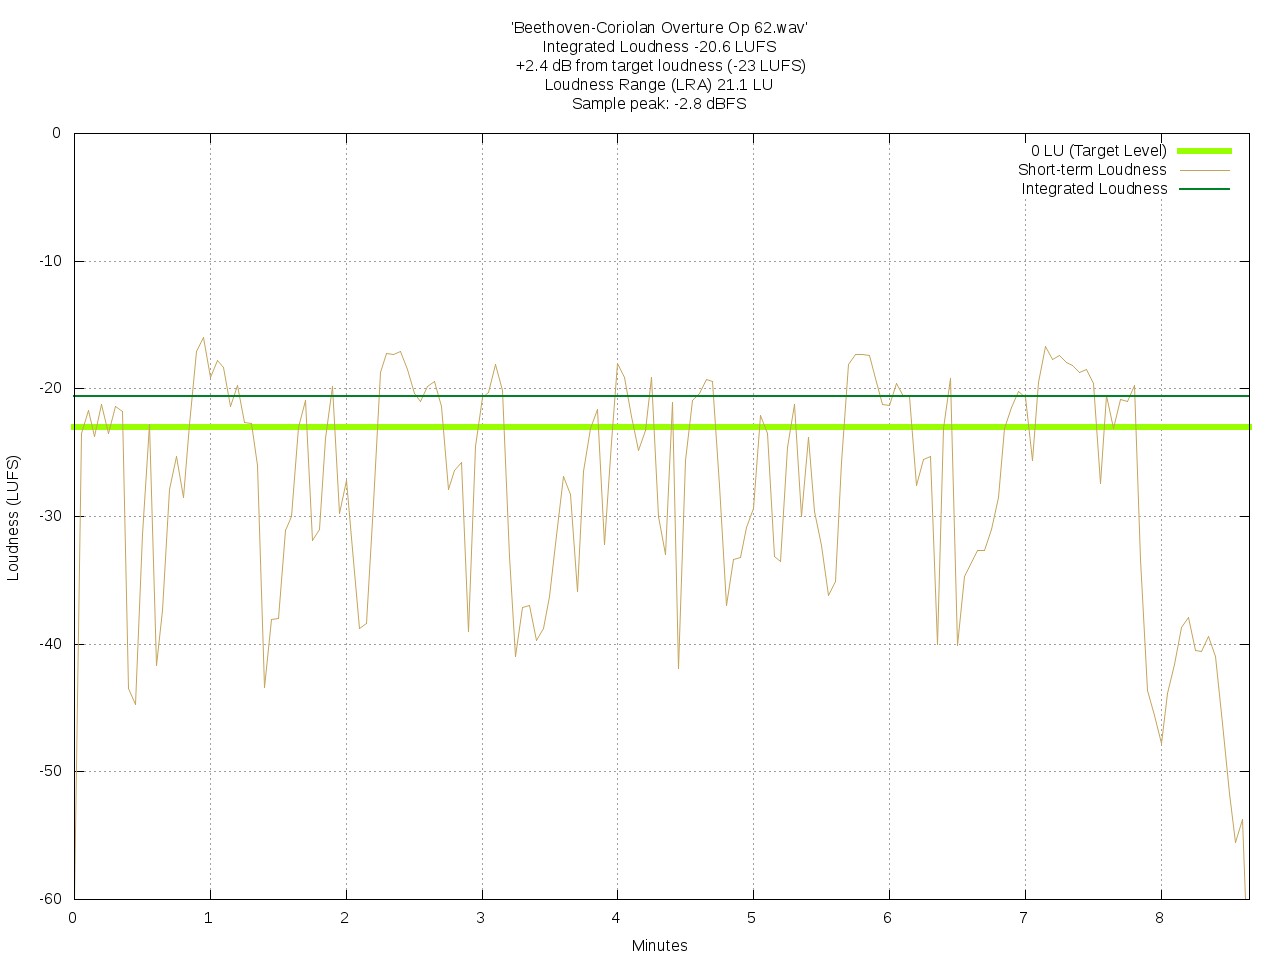 'Beethoven-Coriolan Overture Op 62.wav'
Integrated Loudness -20.6 LUFS
+2.4 dB from target loudness (-23 LUFS)
Loudness Range (LRA) 21.1 LU
Sample peak: -2.8 dBFS
0 LU (Target Level)
Short-term Loudness
Integrated Loudness
0
-10
-20
-30
-40
-50
-60
Loudness (LUFS)
0 1 2 3 4 5 6 7 8
Minutes